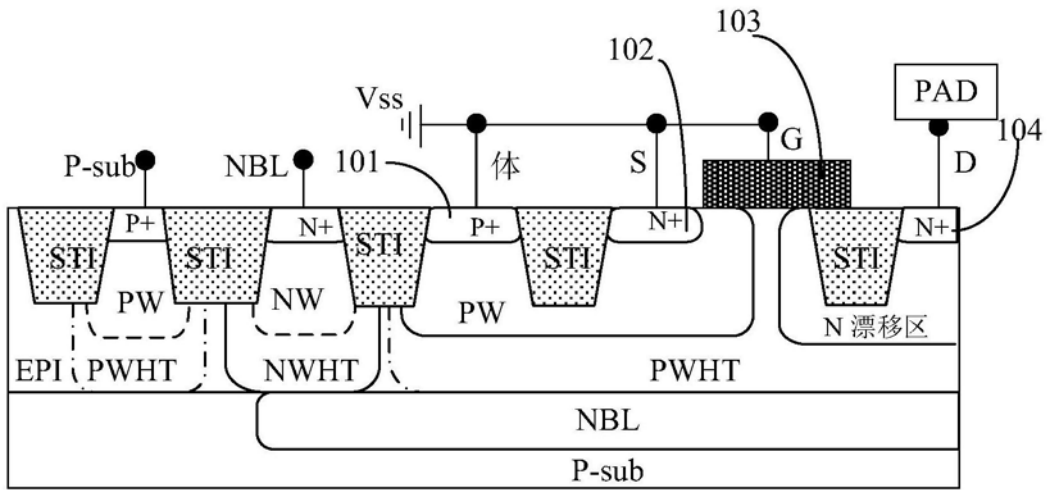 103
102
PAD
Vss
104
G
P-sub
NBL
101
体
S
D
P+
N+
P+
N+
N+
STI
STI
STI
STI
STI
PW
NW
PW
N 漂移区
EPI
PWHT
NWHT
PWHT
NBL
P-sub